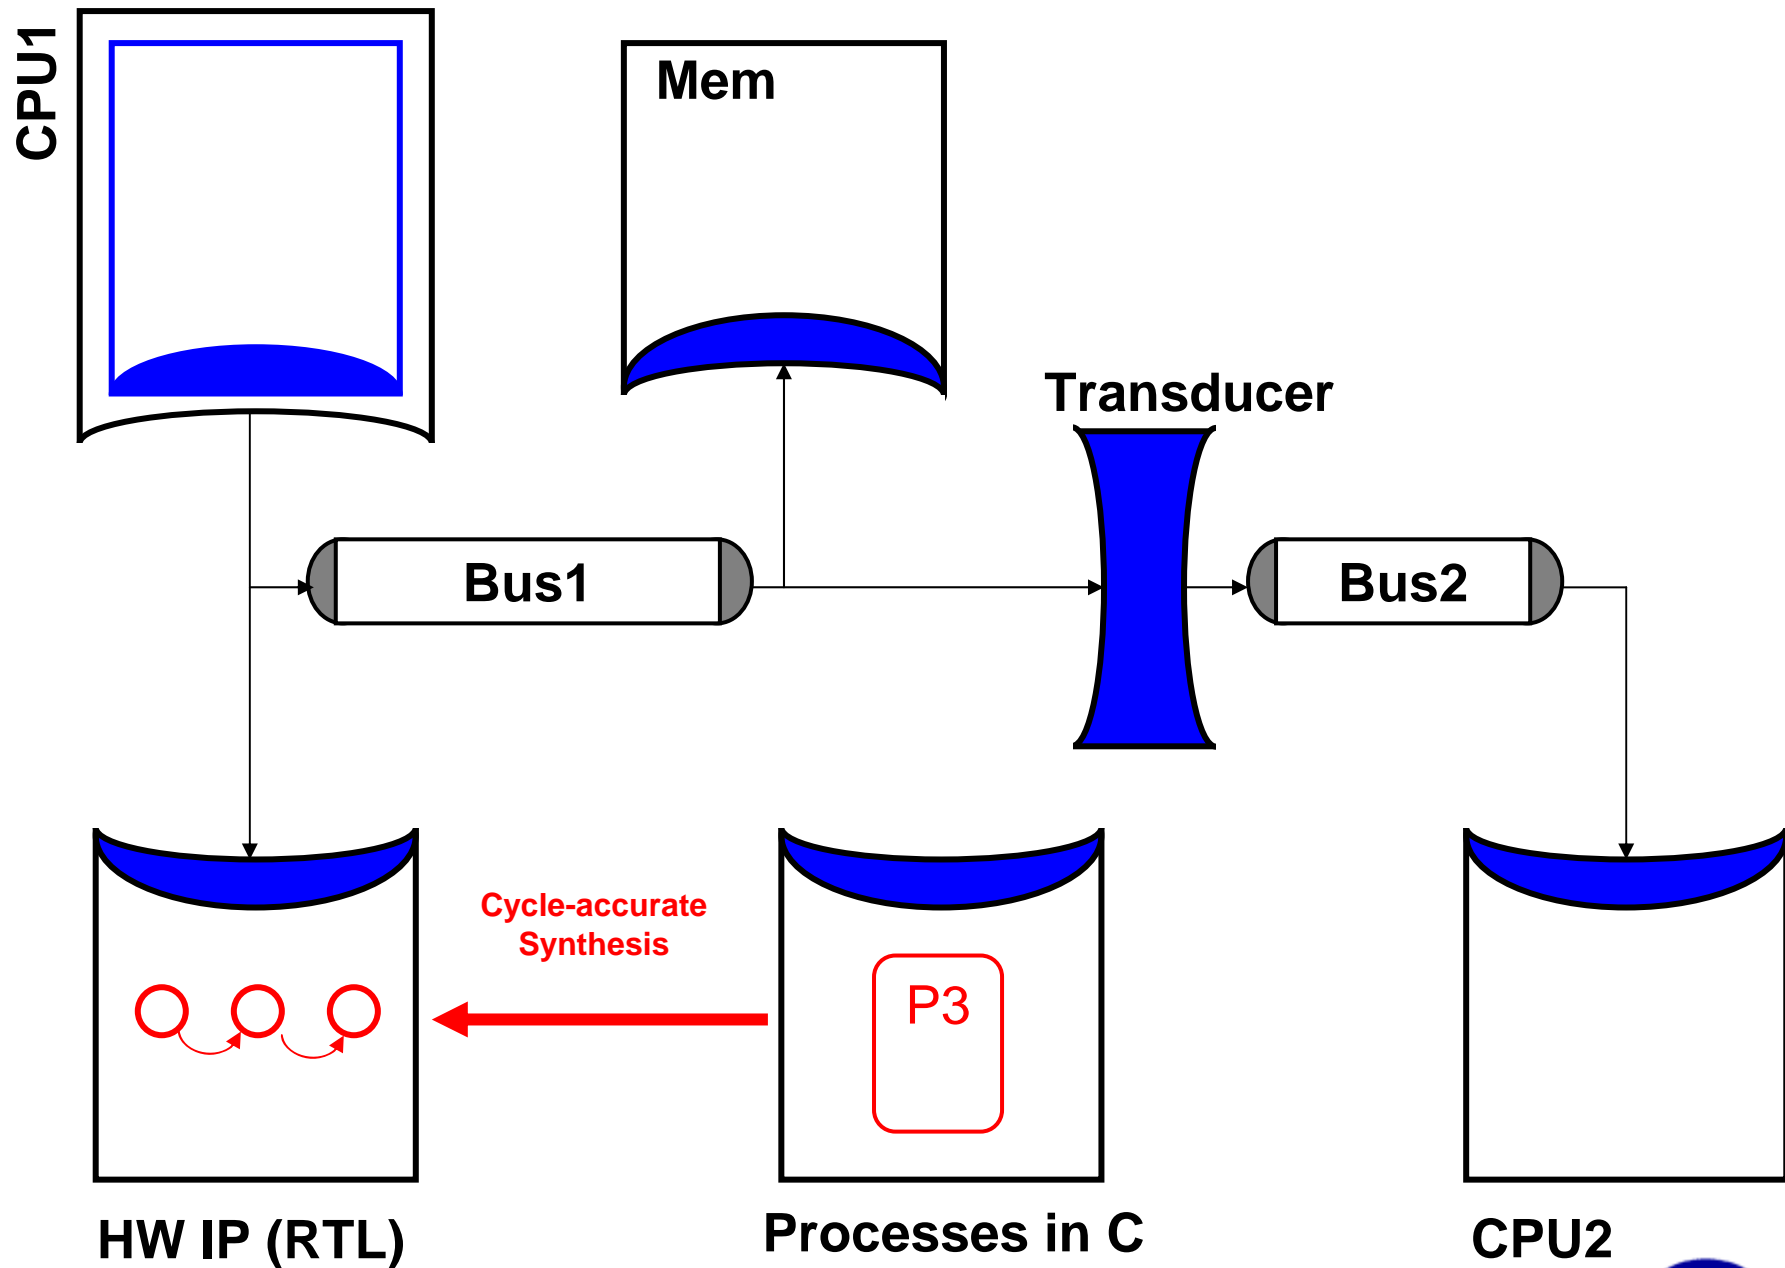 CPU1
Mem
Transducer
Bus1
Bus2
Cycle-accurate
Synthesis
P3
HW IP (RTL)
Processes in C
CPU2